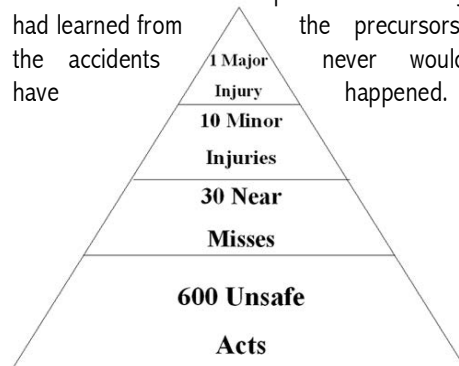 had learned from the precursors
the accidents never would
have happened.
1 Major
Injury
10 Minor
Injuries
30 Near
Misses
600 Unsafe
Acts